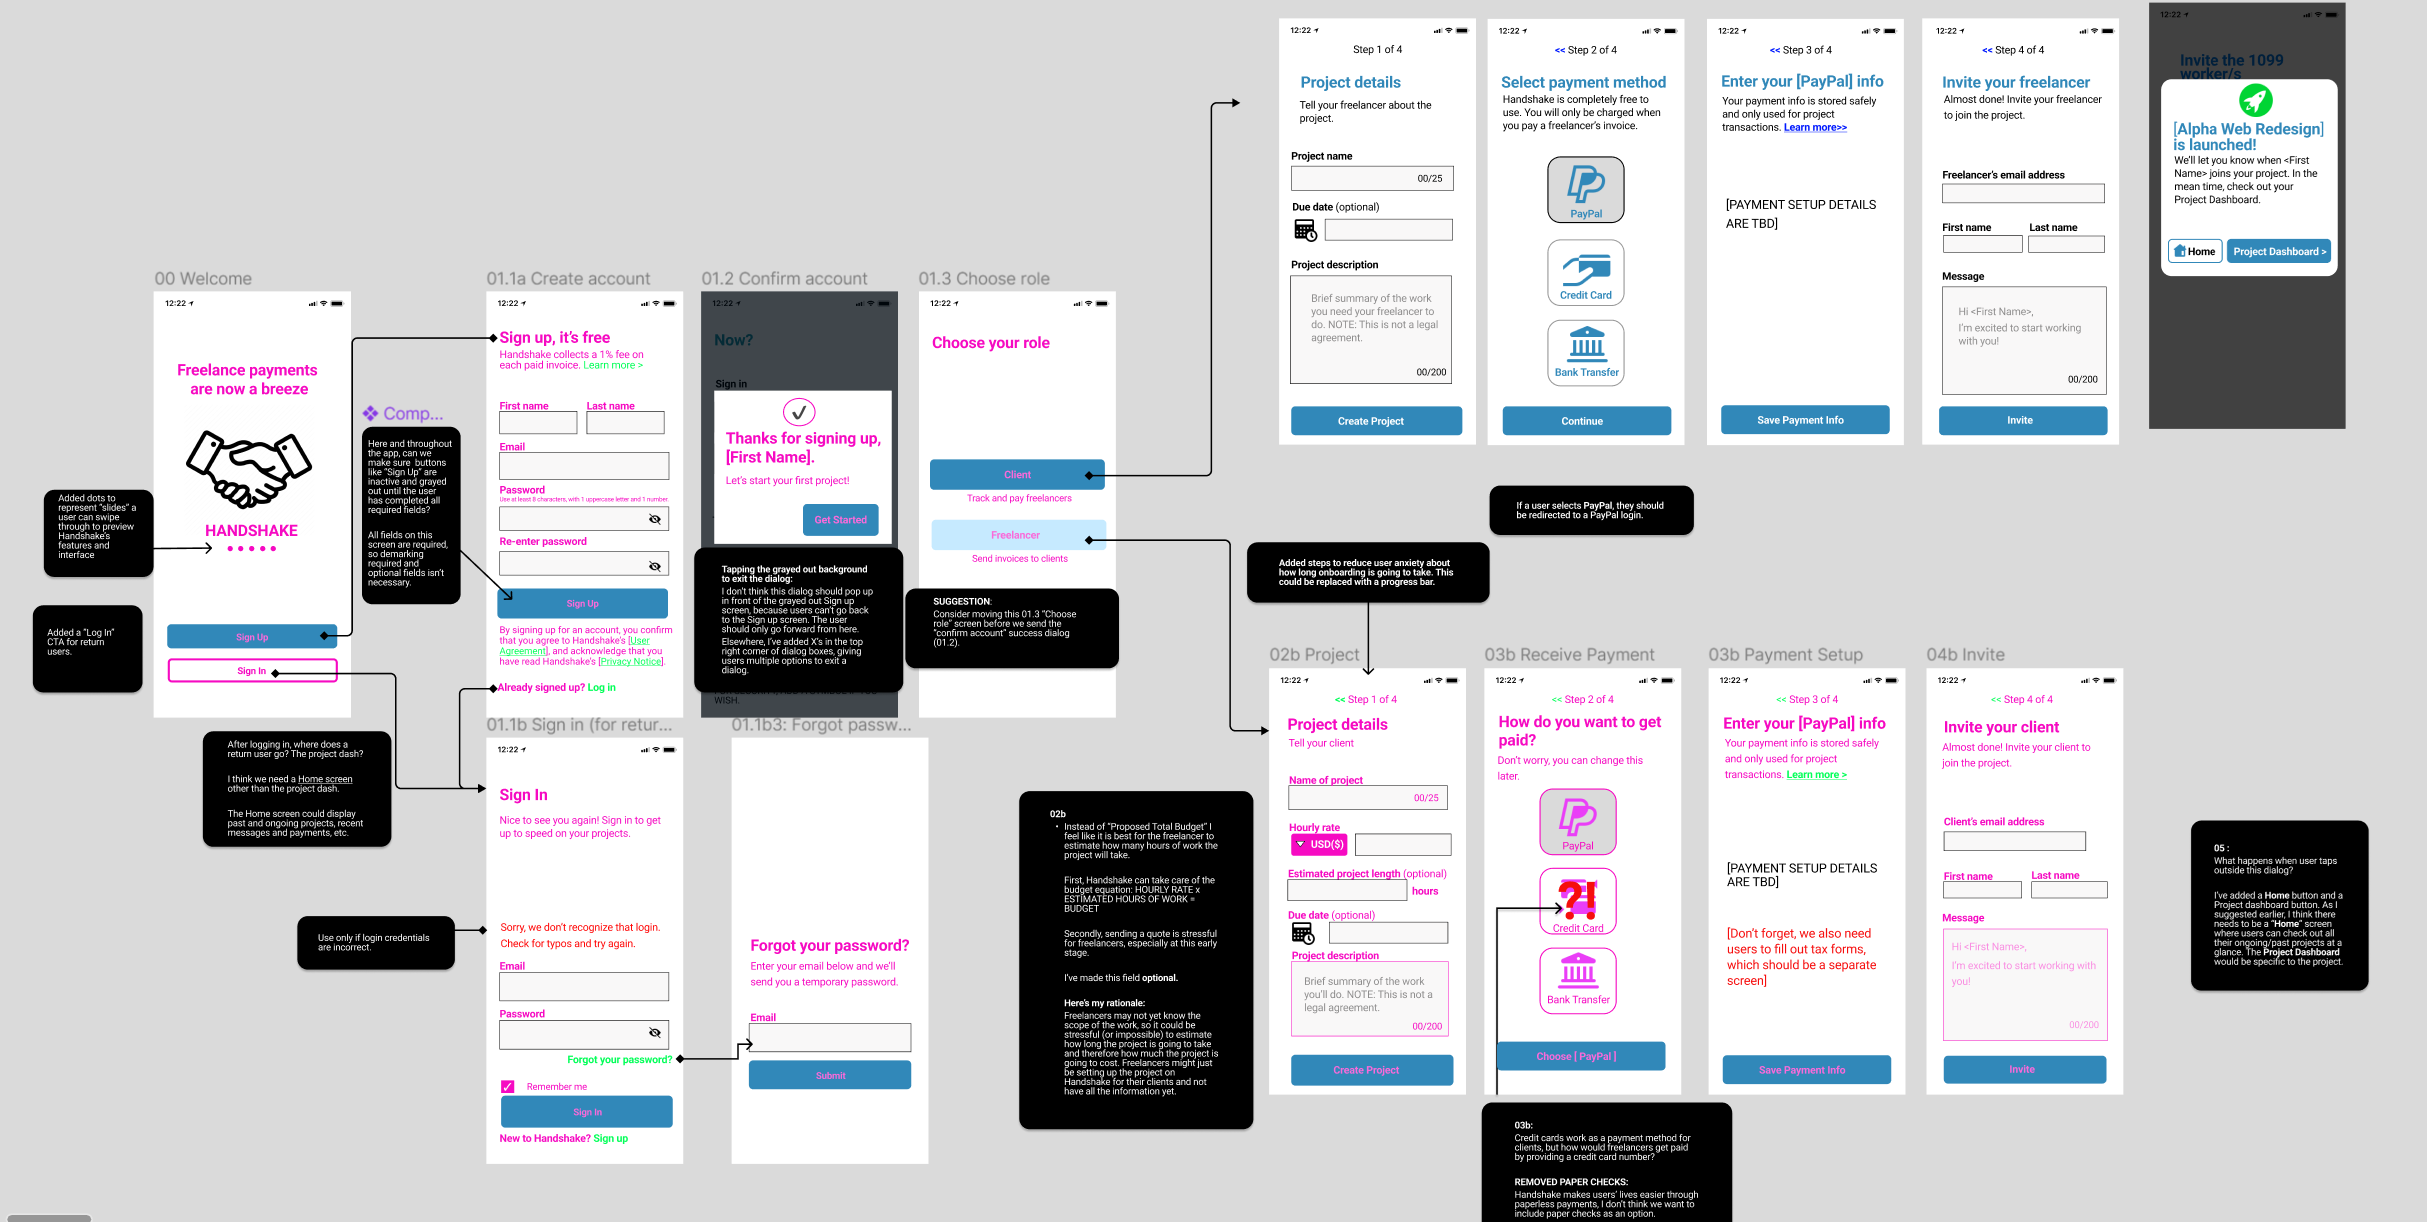 00 Welcome
12:22
Freelance payments
are now a breeze
HANDSHAKE
Sign Up
Sign In
Added dots to
represent “slides” a
user can swipe
through to preview
Handshake’s
features and
interface
Added a “Log In”
CTA for return
users.
Comp...
Here and throughout
the app, can we
make sure buttons
like “Sign Up” are
inactive and grayed
out until the user
has completed all
required fields?
All fields on this
screen are required,
so demarking
required and
optional fields isn’t
necessary.
01.1a Create account
12:22
Sign up, it’s free
Handshake collects a 1% fee on
each paid invoice. Learn more >
First name Last name
Email
Password
Use at least 8 characters, with 1 uppercase letter and 1 number
Re-enter password
Sign Up
By signing up for an account, you confirm
that you agree to Handshake’s [User
Agreement], and acknowledge that you
have read Handshake’s [Privacy Notice].
Already signed up? Log in
01.2 Confirm account
12:22
Now?
Sign in
Thanks for signing up,
[First Name].
Let’s start your first project!
Get Started
Tapping the grayed out background
to exit the dialog:
I don’t think this dialog should pop up
in front of the grayed out Sign up
screen, because users can’t go back
to the Sign up screen. The user
should only go forward from here.
Elsewhere, I’ve added X’s in the top
right corner of dialog boxes, giving
users multiple options to exit a
dialog.
WISH.
01.3 Choose role
12:22
Choose your role
Client
Track and pay freelancers
Freelancer
Send invoices to clients
SUGGESTION:
Consider moving this 01.3 “Choose
role” screen before we send the
“confirm account” success dialog
(01.2).
After logging in, where does a
return user go? The project dash?
I think we need a Home screen
other than the project dash.
The Home screen could display
past and ongoing projects, recent
messages and payments, etc.
Use only if login credentials
are incorrect.
01.1b Sign in (for retur...
12:22
Sign In
Nice to see you again! Sign in to get
up to speed on your projects.
Sorry, we don’t recognize that login.
Check for typos and try again.
Email
Password
Forgot your password?
Remember me
Sign In
New to Handshake? Sign up
01.1b3: Forgot passw...
Forgot your password?
Enter your email below and we’ll
send you a temporary password.
Email
Submit
12:22
Step 1 of 4
Project details
Tell your freelancer about the
project.
Project name
00/25
Due date (optional)
Project description
Brief summary of the work
you need your freelancer to
do. NOTE: This is not a legal
agreement.
00/200
Create Project
12:22
<< Step 2 of 4
Select payment method
Handshake is completely free to
use. You will only be charged when
you pay a freelancer’s invoice.
PayPal
Credit Card
Bank Transfer
Continue
12:22
<< Step 3 of 4
Enter your [PayPal] info
Your payment info is stored safely
and only used for project
transactions. Learn more>>
[PAYMENT SETUP DETAILS
ARE TBD]
Save Payment Info
12:22
<< Step 4 of 4
Invite your freelancer
Almost done! Invite your freelancer
to join the project.
Freelancer’s email address
First name Last name
Message
Hi <First Name>,
I’m excited to start working
with you!
00/200
Invite
12:22
Invite the 1099
worker/s
[Alpha Web Redesign]
is launched!
We’ll let you know when <First
Name> joins your project. In the
mean time, check out your
Project Dashboard.
Home
Project Dashboard >
If a user selects PayPal, they should
be redirected to a PayPal login.
Added steps to reduce user anxiety about
how long onboarding is going to take. This
could be replaced with a progress bar.
02b
• Instead of “Proposed Total Budget” I
feel like it is best for the freelancer to
estimate how many hours of work the
project will take.
First, Handshake can take care of the
budget equation: HOURLY RATE x
ESTIMATED HOURS OF WORK =
BUDGET
Secondly, sending a quote is stressful
for freelancers, especially at this early
stage.
I’ve made this field optional.
Here’s my rationale:
Freelancers may not yet know the
scope of the work, so it could be
stressful (or impossible) to estimate
how long the project is going to take
and therefore how much the project is
going to cost. Freelancers might just
be setting up the project on
Handshake for their clients and not
have all the information yet.
02b Project
12:22
<< Step 1 of 4
Project details
Tell your client
Name of project
00/25
Hourly rate
USD($)
Estimated project length (optional)
hours
Due date (optional)
Project description
Brief summary of the work
you’ll do. NOTE: This is not a
legal agreement.
00/200
Create Project
03b Receive Payment
12:22
<< Step 2 of 4
How do you want to get
paid?
Don’t worry, you can change this
later.
PayPal
?!
Credit Card
Bank Transfer
Choose [ PayPal ]
03b:
Credit cards work as a payment method for
clients, but how would freelancers get paid
by providing a credit card number?
REMOVED PAPER CHECKS:
Handshake makes users’ lives easier through
paperless payments, I don’t think we want to
include paper checks as an option.
03b Payment Setup
12:22
<< Step 3 of 4
Enter your [PayPal] info
Your payment info is stored safely
and only used for project
transactions. Learn more >
[PAYMENT SETUP DETAILS
ARE TBD]
[Don’t forget, we also need
users to fill out tax forms,
which should be a separate
screen]
Save Payment Info
04b Invite
12:22
<< Step 4 of 4
Invite your client
Almost done! Invite your client to
join the project.
Client’s email address
First name Last name
Message
Hi <First Name>,
I’m excited to start working with
you!
00/200
Invite
05 :
What happens when user taps
outside this dialog?
I’ve added a Home button and a
Project dashboard button. As I
suggested earlier, I think there
needs to be a “Home” screen
where users can check out all
their ongoing/past projects at a
glance. The Project Dashboard
would be specific to the project.